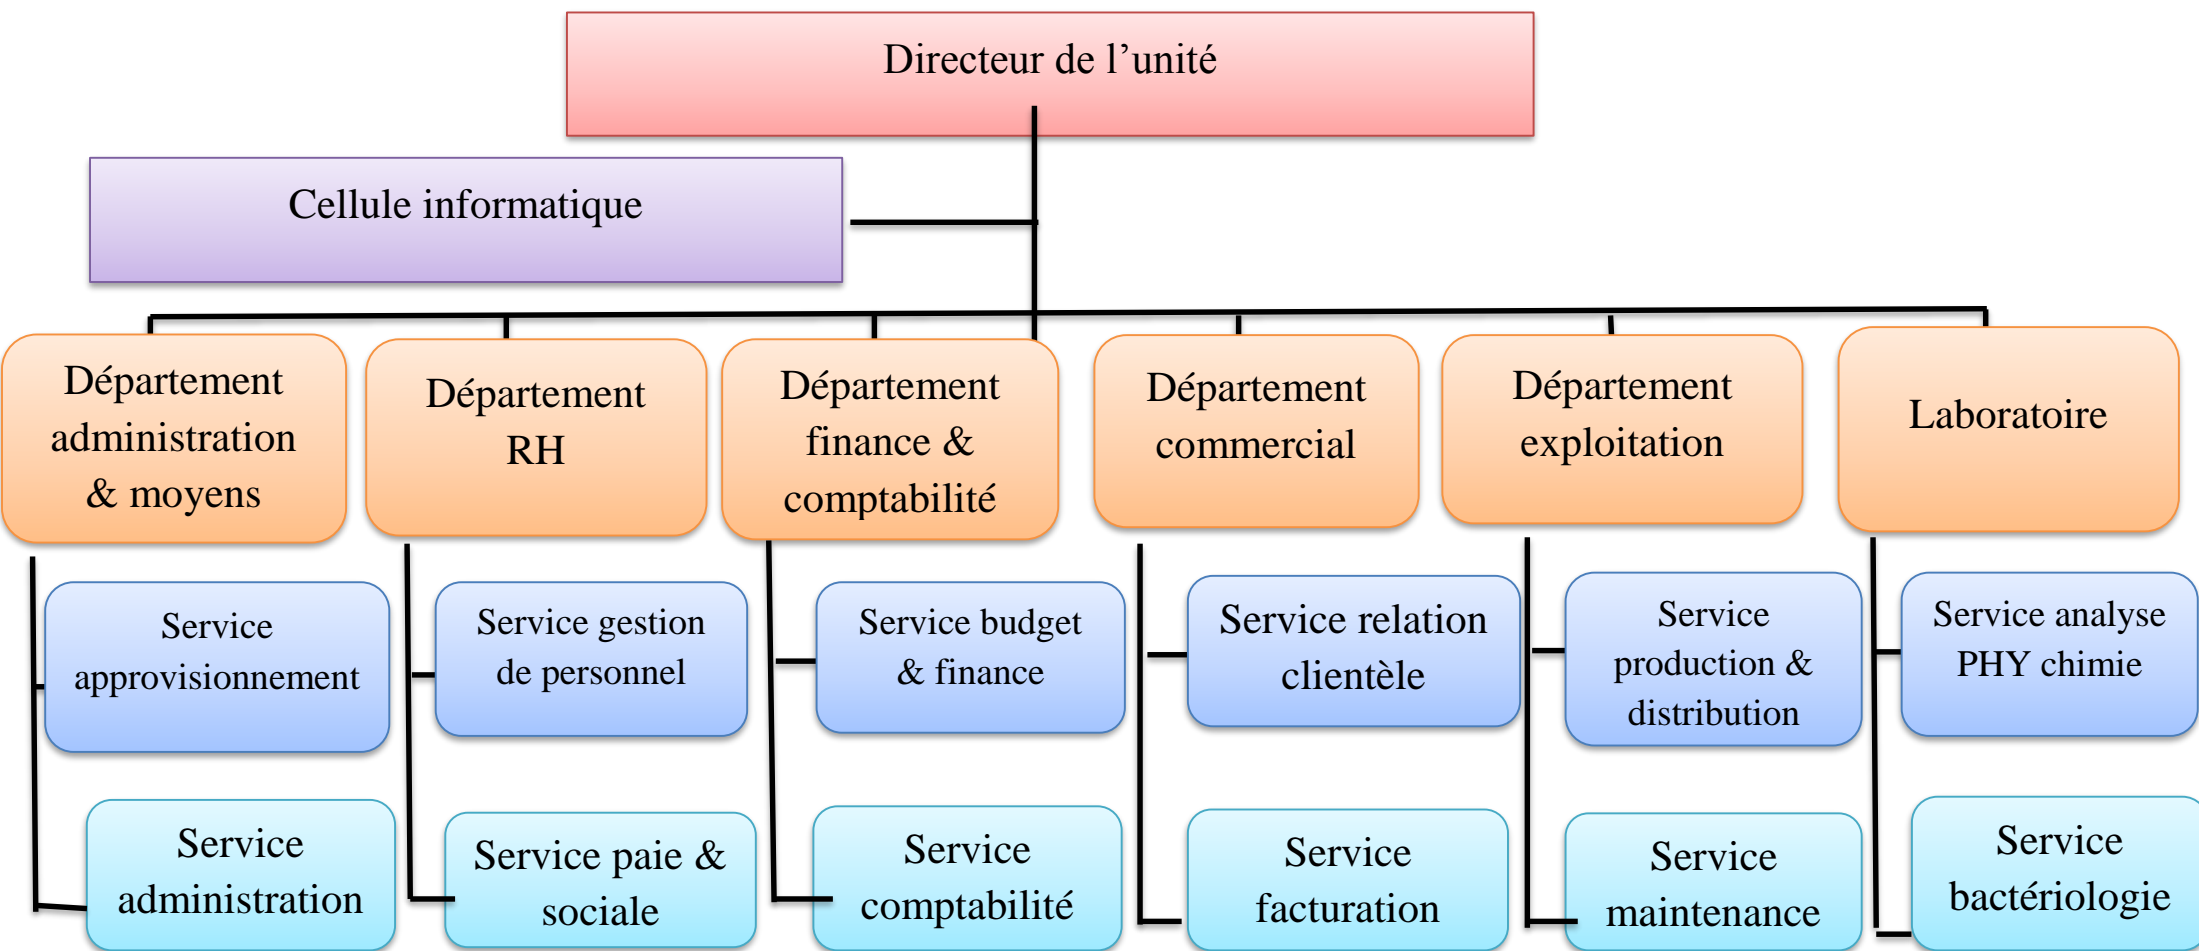 Directeur de l’unité
Cellule informatique
Département
administration
& moyens
Département
RH
Département
finance &
comptabilité
Département
commercial
Département
exploitation
Laboratoire
Service
approvisionnement
Service gestion
de personnel
Service budget
& finance
Service relation
clientèle
Service
production &
distribution
Service analyse
PHY chimie
Service
administration
Service paie &
sociale
Service
comptabilité
Service
facturation
Service
maintenance
Service
bactériologie